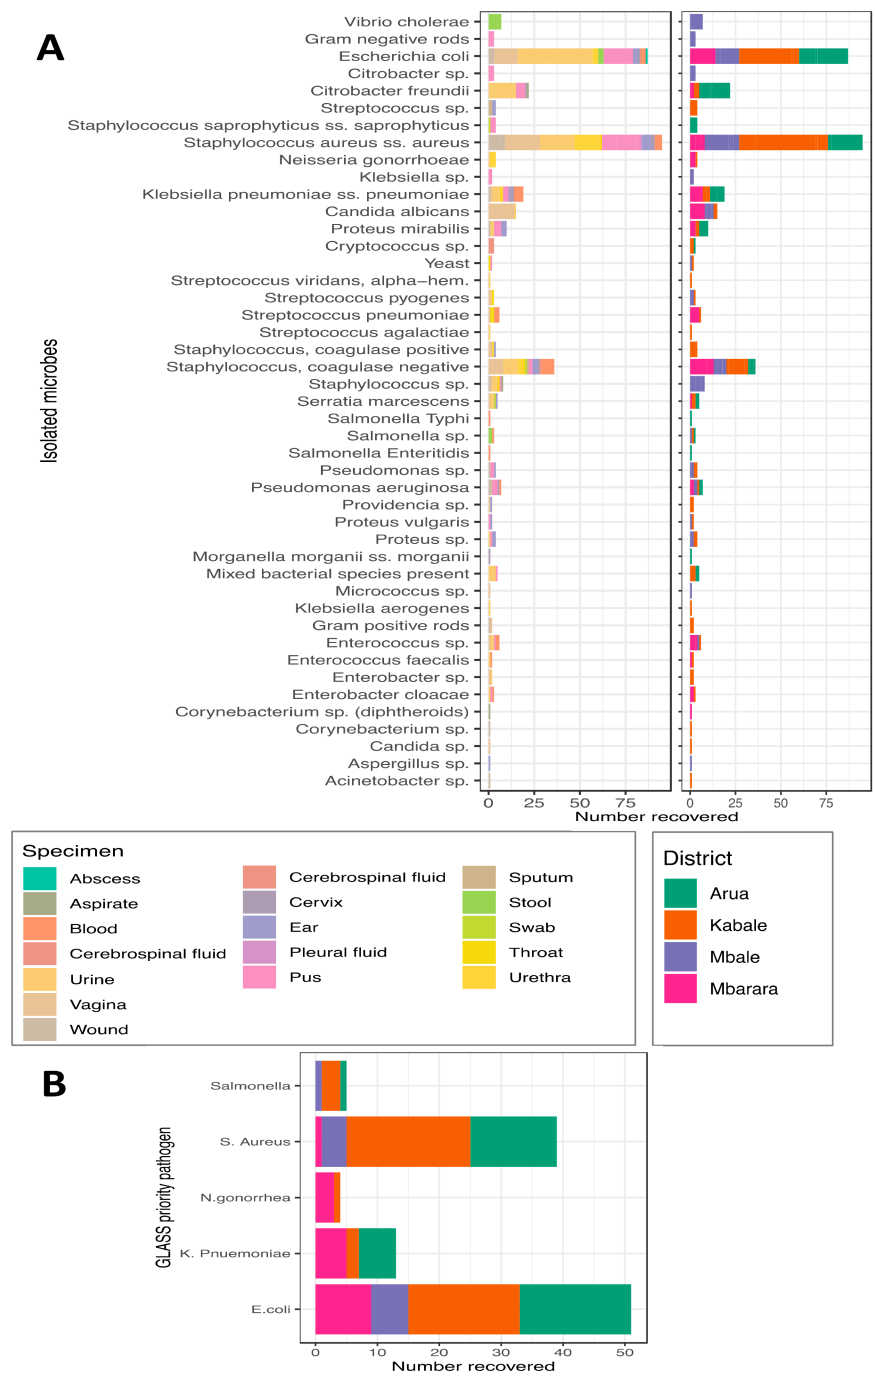 A
Isolated microbes
Vibrio cholerae
Gram negative rods
Escherichia coli
Citrobacter sp.
Citrobacter freundii
Streptococcus sp.
Staphylococcus saprophyticus ss. saprophyticus
Staphylococcus aureus ss. aureus
Neisseria gonorrhoeae
Klebsiella sp.
Klebsiella pneumoniae ss. pneumoniae
Candida albicans
Proteus mirabilis
Cryptococcus sp.
Yeast
Streptococcus viridans, alpha−hem.
Streptococcus pyogenes
Streptococcus pneumoniae
Streptococcus agalactiae
Staphylococcus, coagulase positive
Staphylococcus, coagulase negative
Staphylococcus sp.
Serratia marcescens
Salmonella Typhi
Salmonella sp.
Salmonella Enteritidis
Pseudomonas sp.
Pseudomonas aeruginosa
Providencia sp.
Proteus vulgaris
Proteus sp.
Morganella morganii ss. morganii
Mixed bacterial species present
Micrococcus sp.
Klebsiella aerogenes
Gram positive rods
Enterococcus sp.
Enterococcus faecalis
Enterobacter sp.
Enterobacter cloacae
Corynebacterium sp. (diphtheroids)
Corynebacterium sp.
Candida sp.
Aspergillus sp.
Acinetobacter sp.
0 25 50 75 0 25 50 75
Number recovered
Specimen
Abscess
Aspirate
Blood
Cerebrospinal fluid
Urine
Vagina
Wound
Cerebrospinal fluid
Cervix
Ear
Pleural fluid
Pus
Sputum
Stool
Swab
Throat
Urethra
District
Arua
Kabale
Mbale
Mbarara
B
GLASS priority pathogen
Salmonella
S. Aureus
N.gonorrhea
K. Pnuemoniae
E.coli
0 10 20 30 40 50
Number recovered